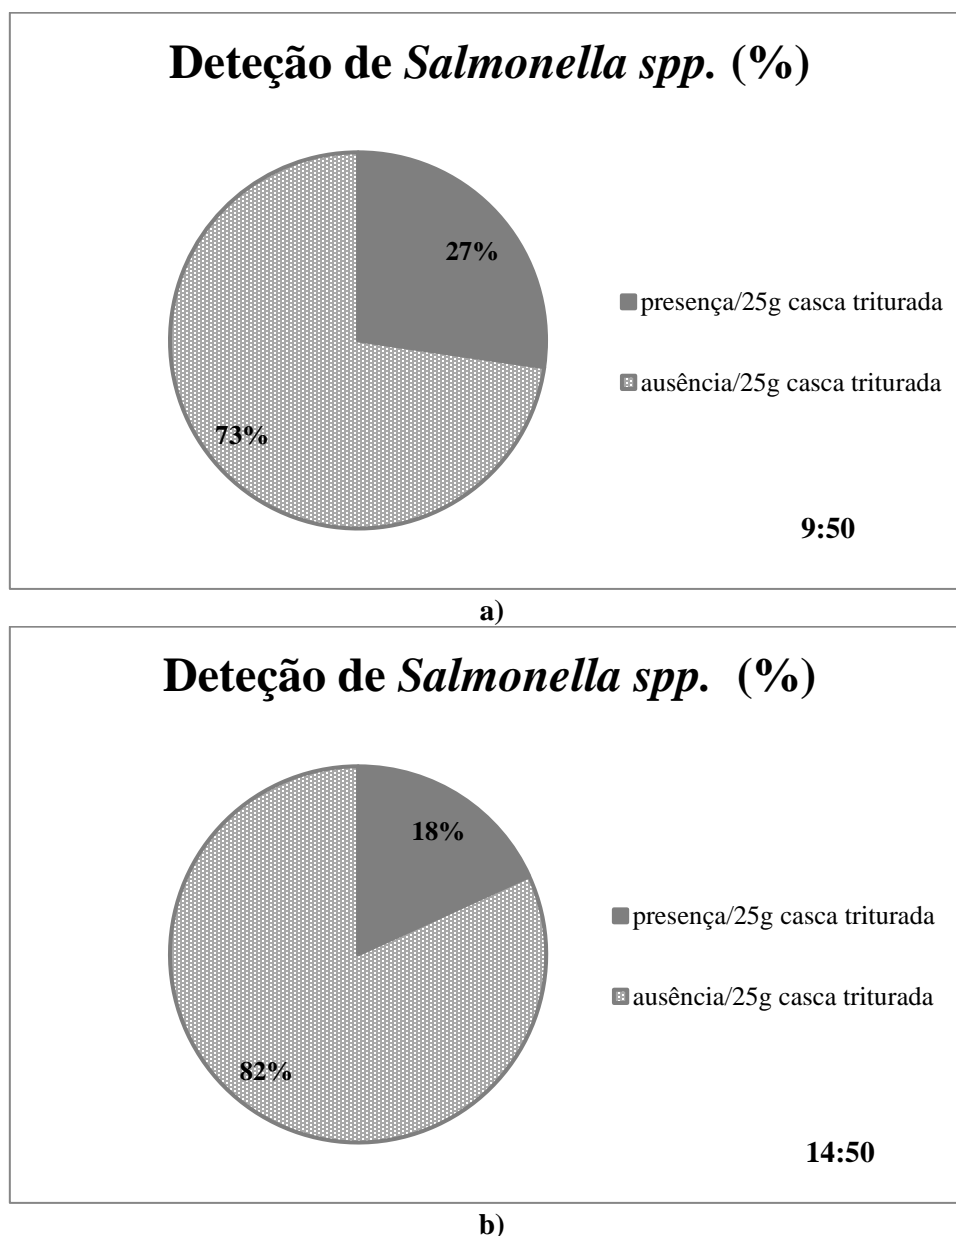 Deteção de Salmonella spp. (%)
27%
presença/25g casca triturada
ausência/25g casca triturada
73%
9:50
a)
Deteção de Salmonella spp. (%)
18%
presença/25g casca triturada
ausência/25g casca triturada
82%
14:50
b)